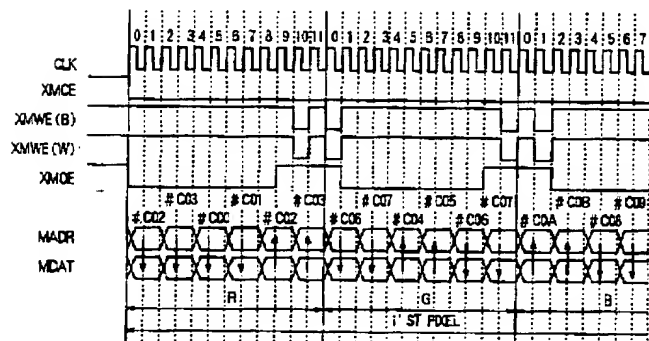 0 1 2 3 4 5 6 7 8 9 10 11 0 1 2 3 4 5 6 7 8 9 10 11 0 1 2 3 4 5 6 7
CLK
XMCE
XMWE (B)
XMWE (W)
XMOE
#C03 #C01 #C03 #C07 #C05 #C07 #C0B #C09
#C02 #C00 #C02 #C06 #C04 #C06 #C0A
MADR
MDAT
R G B
ST PIXEL